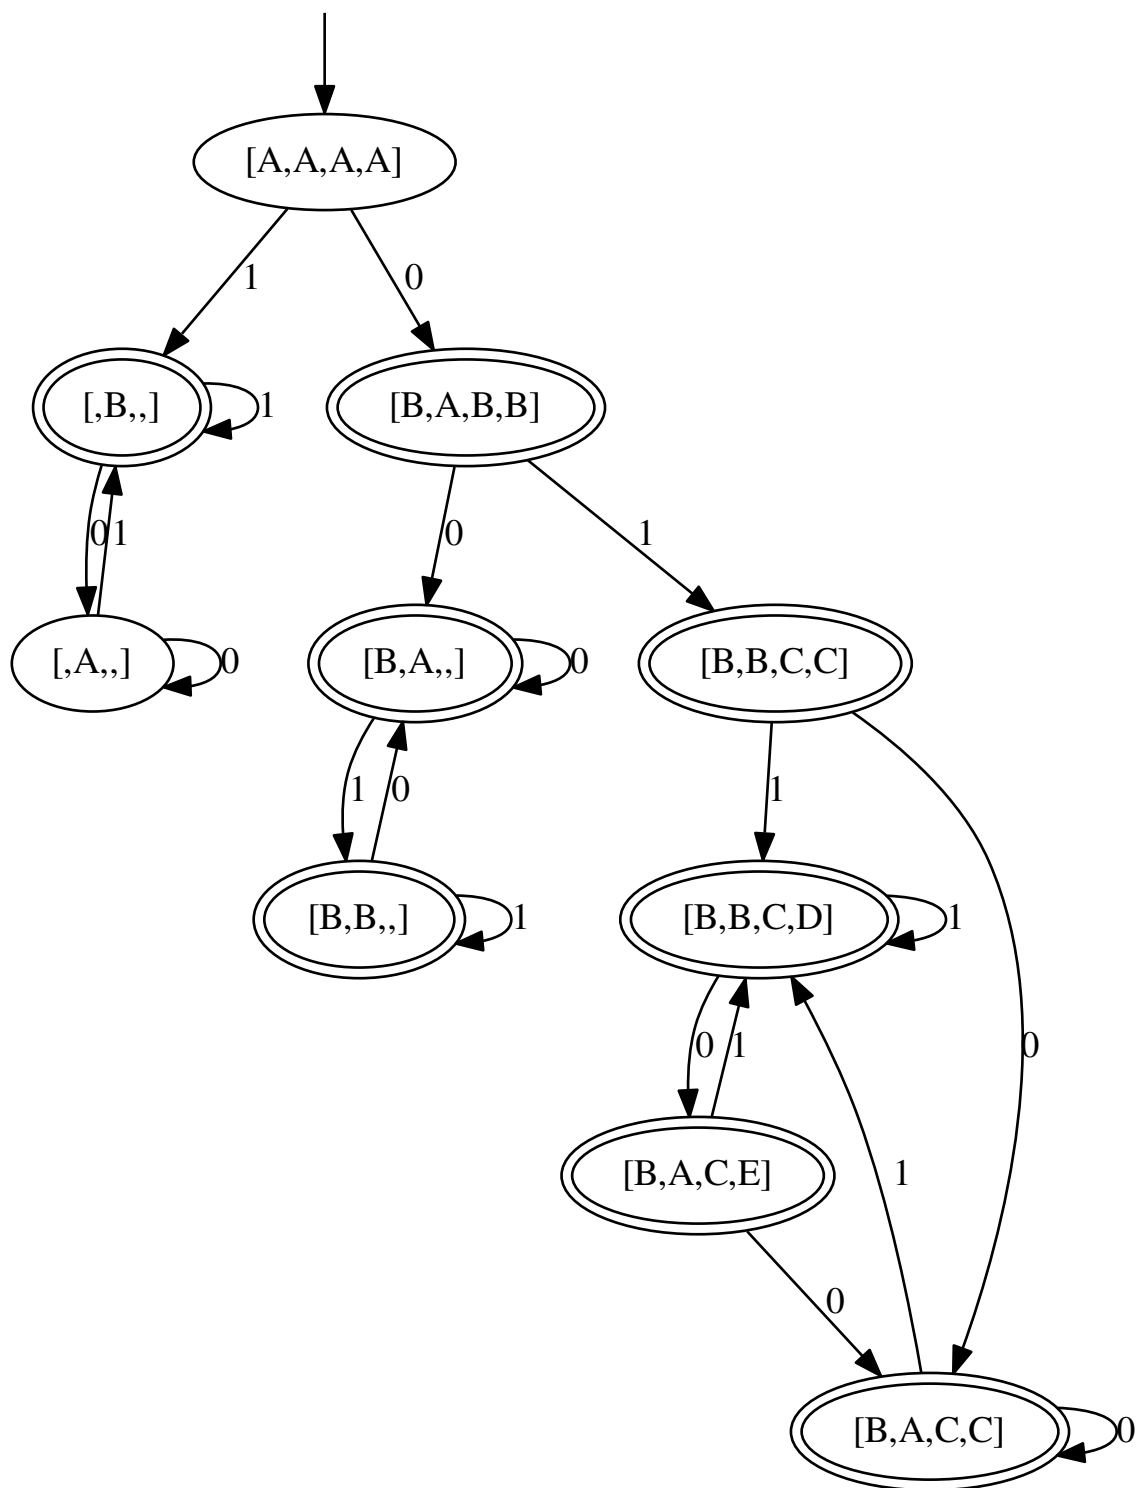 [A,A,A,A]
1
0
[,B,,]
1
[B,A,B,B]
0
1
0
1
[,A,,]
0
[B,A,,]
0
[B,B,C,C]
1
0
1
[B,B,,]
1
[B,B,C,D]
1
0
1
0
[B,A,C,E]
1
0
[B,A,C,C]
0